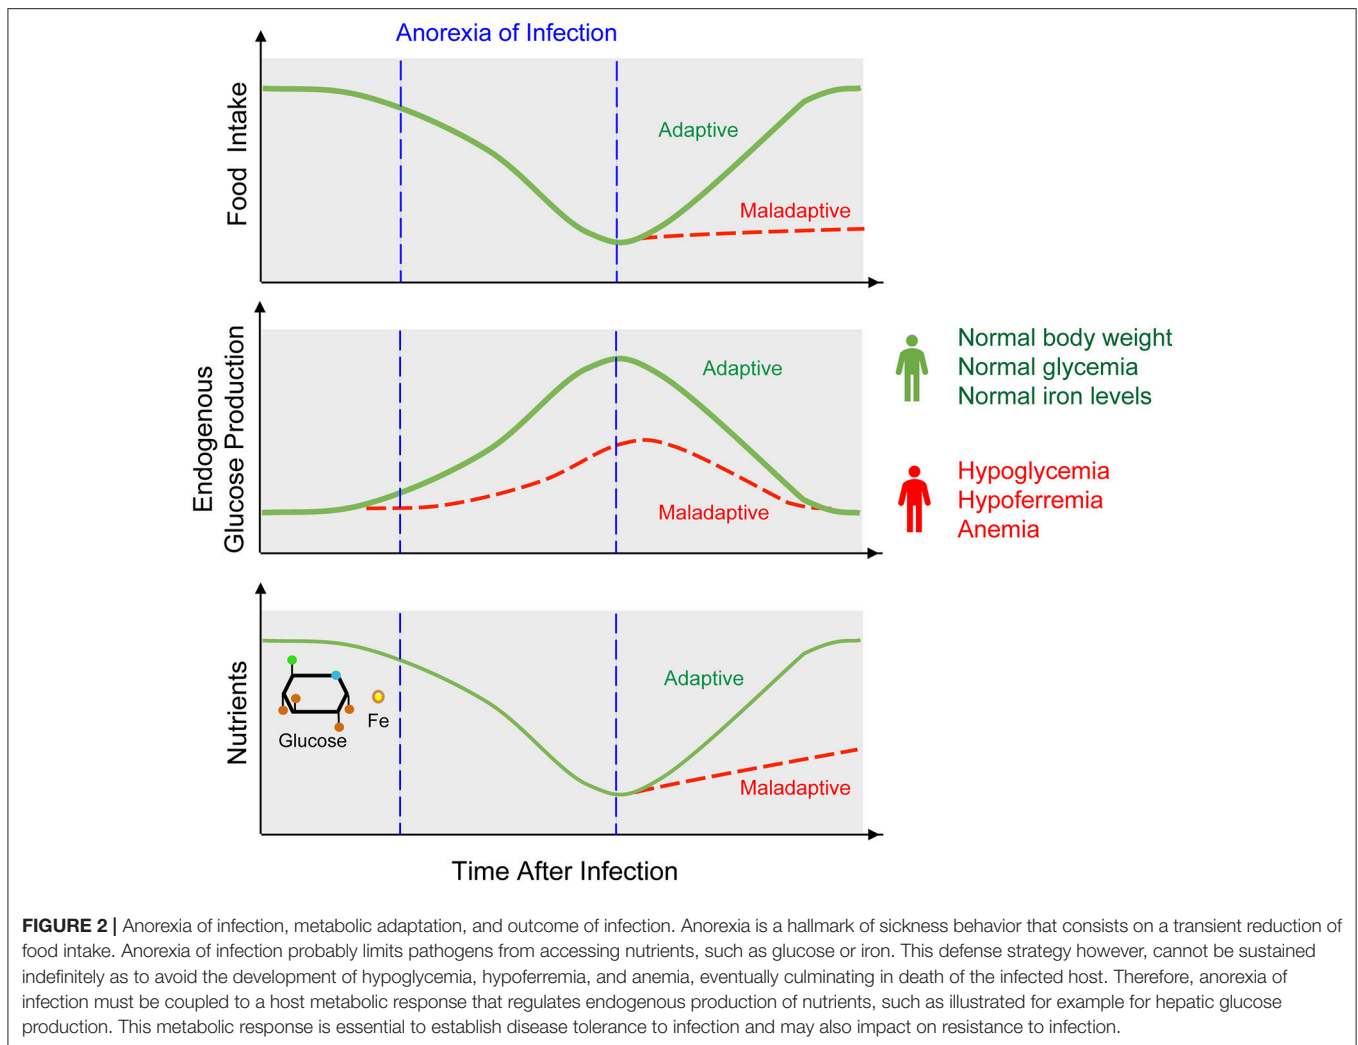 Anorexia of Infection
Food Intake
Adaptive
Maladaptive
Endogenous
Glucose Production
Adaptive
Maladaptive
Normal body weight
Normal glycemia
Normal iron levels
Hypoglycemia
Hypoferremia
Anemia
Nutrients
Glucose
Fe
Adaptive
Maladaptive
Time After Infection
FIGURE 2 | Anorexia of infection, metabolic adaptation, and outcome of infection. Anorexia is a hallmark of sickness behavior that consists on a transient reduction of
food intake. Anorexia of infection probably limits pathogens from accessing nutrients, such as glucose or iron. This defense strategy however, cannot be sustained
indefinitely as to avoid the development of hypoglycemia, hypoferremia, and anemia, eventually culminating in death of the infected host. Therefore, anorexia of
infection must be coupled to a host metabolic response that regulates endogenous production of nutrients, such as illustrated for example for hepatic glucose
production. This metabolic response is essential to establish disease tolerance to infection and may also impact on resistance to infection.